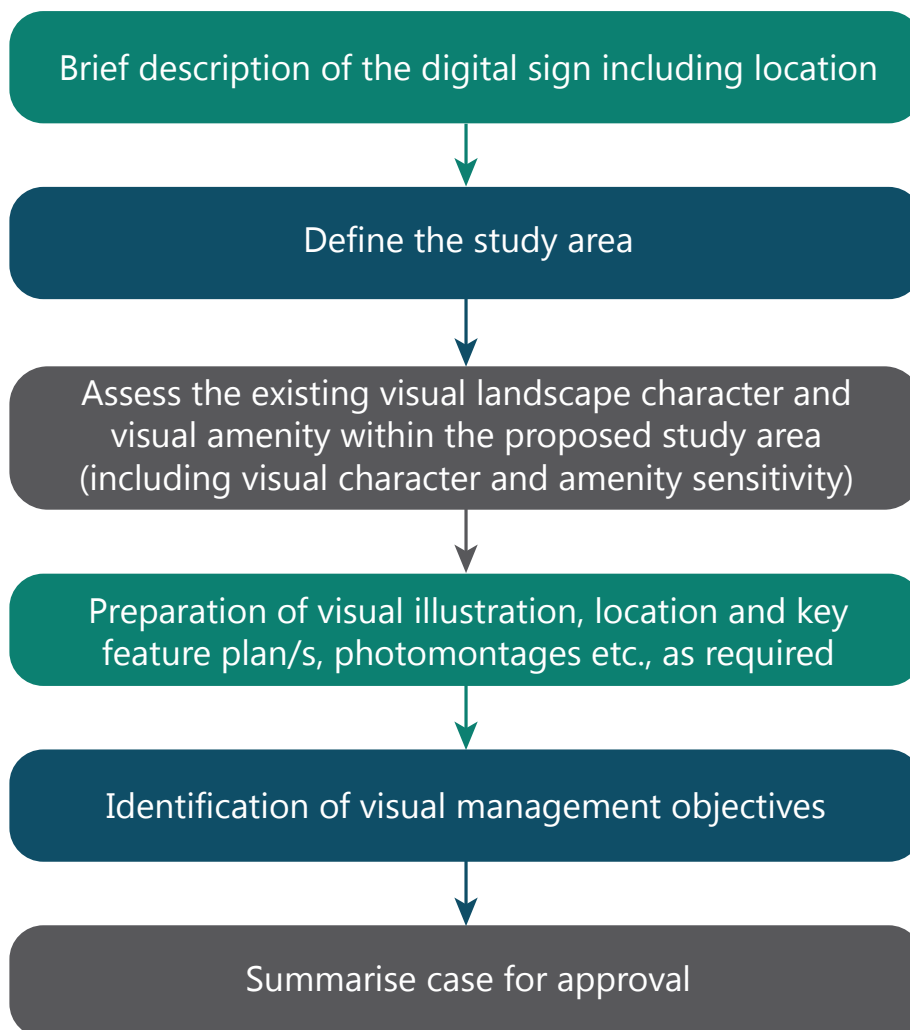 Brief description of the digital sign including location
Define the study area
Assess the existing visual landscape character and
visual amenity within the proposed study area
(including visual character and amenity sensitivity)
Preparation of visual illustration, location and key
feature plan/s, photomontages etc., as required
Identification of visual management objectives
Summarise case for approval